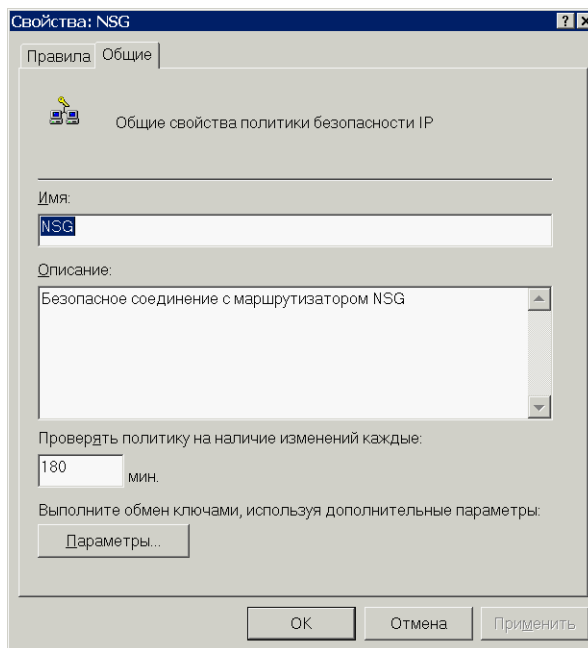 Свойства: NSG
Правила Общие
Общие свойства политики безопасности IP
Имя:
NSG
Описание:
Безопасное соединение с маршрутизатором NSG
Проверять политику на наличие изменений каждые:
180 мин.
Выполните обмен ключами, используя дополнительные параметры:
Параметры...
ОК Отмена Применить